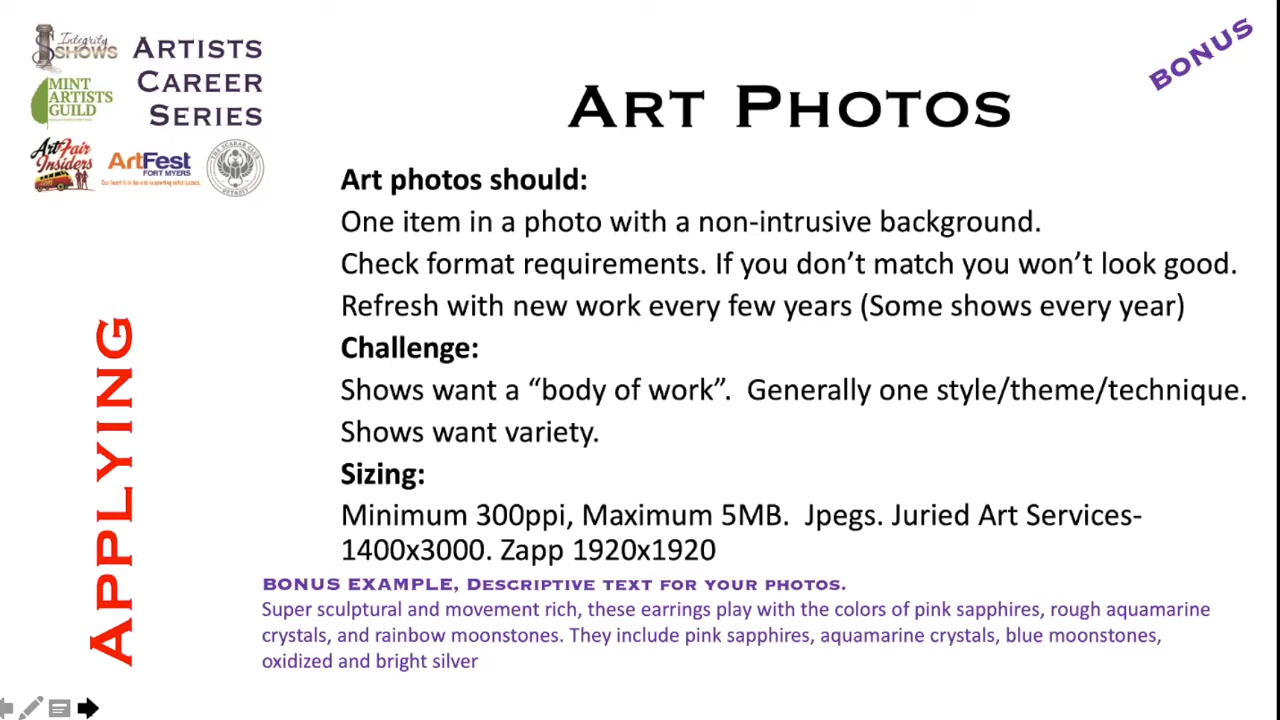 Integrity
SHOWS
ARTISTS
CAREER
SERIES
MINT
ARTISTS
GUILD
ArtFair
Insiders
ArtFest
FORT MYERS
THE SCARAB CLUB
DETROIT
BONUS
ART PHOTOS
Art photos should:
One item in a photo with a non-intrusive background.
Check format requirements. If you don’t match you won’t look good.
Refresh with new work every few years (Some shows every year)
Challenge:
Shows want a “body of work”.  Generally one style/theme/technique.
Shows want variety.
Sizing:
Minimum 300ppi, Maximum 5MB.  Jpegs. Juried Art Services-
1400x3000. Zapp 1920x1920
BONUS EXAMPLE, DESCRIPTIVE TEXT FOR YOUR PHOTOS.
Super sculptural and movement rich, these earrings play with the colors of pink sapphires, rough aquamarine
crystals, and rainbow moonstones. They include pink sapphires, aquamarine crystals, blue moonstones,
oxidized and bright silver
APPLYING